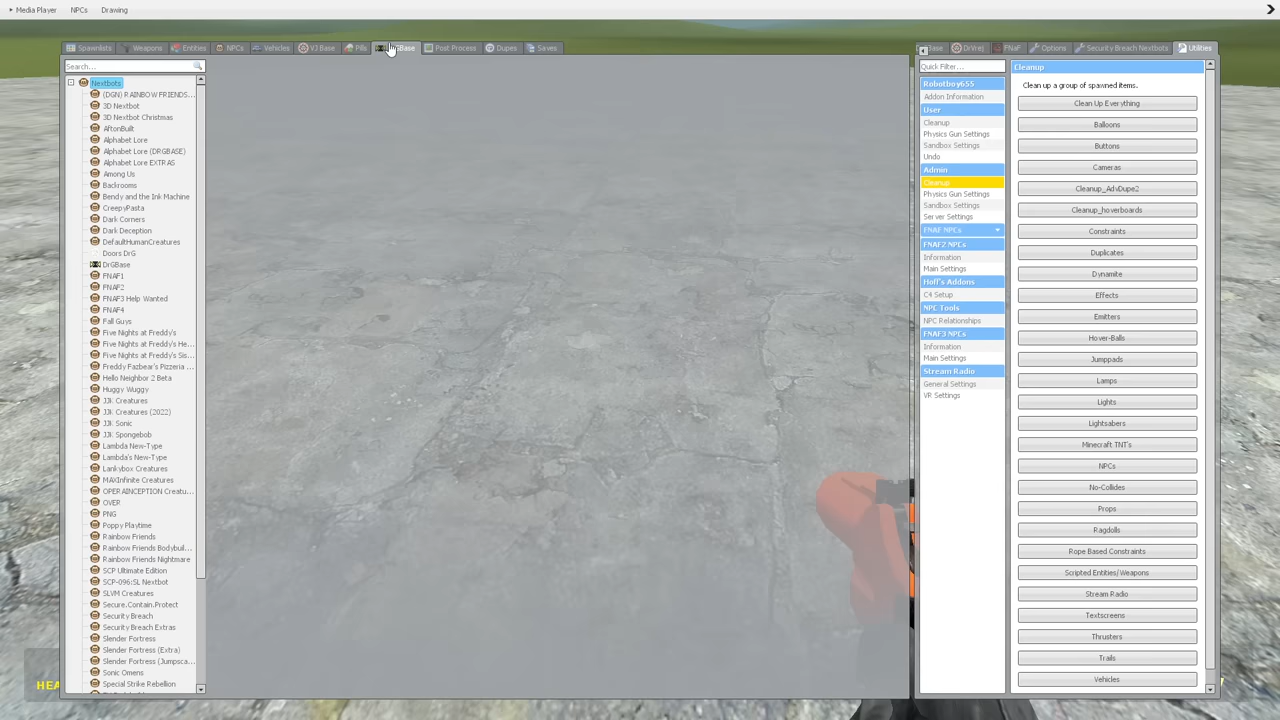 Media Player NPCs Drawing
Spawnlists Weapons Entities NPCs Vehicles VJ Base Pills Post Process Dupes Saves
Search...
Nextbots
(DGN) RAINBOW FRIENDS...
3D Nextbot
3D Nextbot Christmas
AftonBuilt
Alphabet Lore
Alphabet Lore (DRGBASE)
Alphabet Lore EXTRAS
Among Us
Backrooms
Bendy and the Ink Machine
CreepyPasta
Dark Corners
Dark Deception
DefaultHumanCreatures
Doors DrG
DrGBase
FNAF1
FNAF2
FNAF3 Help Wanted
FNAF4
Fall Guys
Five Nights at Freddy's
Five Nights at Freddy's He...
Five Nights at Freddy's Sis...
Freddy Fazbear's Pizzeria ...
Hello Neighbor 2 Beta
Huggy Wuggy
JJK Creatures
JJK Creatures (2022)
JJK Sonic
JJK Spongebob
Lambda New-Type
Lambda's New-Type
Lankybox Creatures
MAXInfinite Creatures
OPERAINCEPTION Creatu...
OVER
PNG
Poppy Playtime
Rainbow Friends
Rainbow Friends Bodybuil...
Rainbow Friends Nightmare
SCP Ultimate Edition
SCP-096:SL Nextbot
SLVM Creatures
Secure.Contain.Protect
Security Breach
Security Breach Extras
Slender Fortress
Slender Fortress (Extra)
Slender Fortress (Jumpsca...
Sonic Omens
Special Strike Rebellion
HEA
Base DrVrej FNaF Options Security Breach Nextbots Utilities
Quick Filter...
Robotboy655
Addon Information
User
Cleanup
Physics Gun Settings
Sandbox Settings
Undo
Admin
Cleanup
Physics Gun Settings
Sandbox Settings
Server Settings
FNAF NPCs
FNAF2 NPCs
Information
Main Settings
Hoff's Addons
C4 Setup
NPC Tools
NPC Relationships
FNAF3 NPCs
Information
Main Settings
Stream Radio
General Settings
VR Settings
Cleanup
Clean up a group of spawned items.
Clean Up Everything
Balloons
Buttons
Cameras
Cleanup_AdvDupe2
Cleanup_hoverboards
Constraints
Duplicates
Dynamite
Effects
Emitters
Hover-Balls
Jumppads
Lamps
Lights
Lightsabers
Minecraft TNT's
NPCs
No-Collides
Props
Ragdolls
Rope Based Constraints
Scripted Entities/Weapons
Stream Radio
Textscreens
Thrusters
Trails
Vehicles